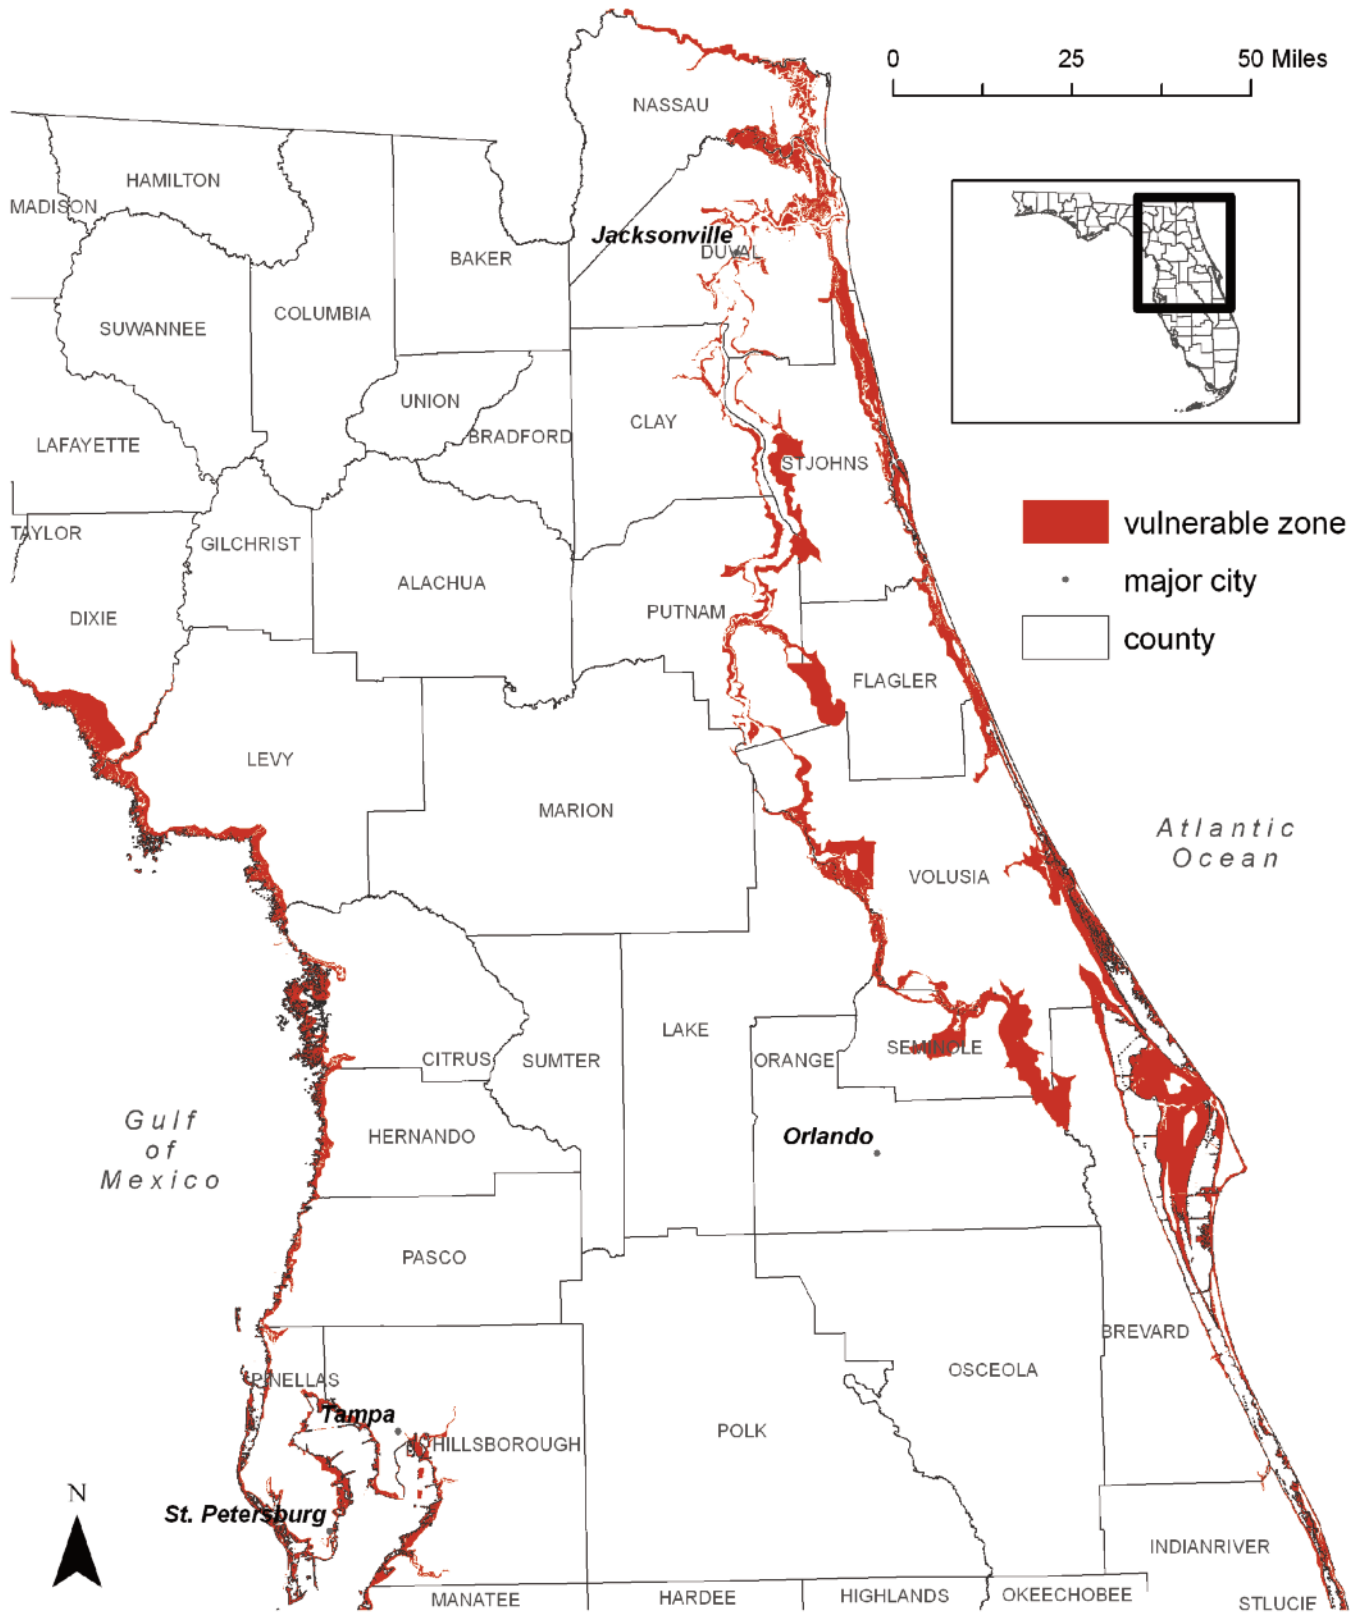 0 25 50 Miles
NASSAU
HAMILTON
MADISON
Jacksonville
DUVAL
BAKER
COLUMBIA
SUWANNEE
UNION
CLAY
BRADFORD
LAFAYETTE
STJOHNS
vulnerable zone
TAYLOR
GILCHRIST
major city
ALACHUA
DIXIE
PUTNAM
county
FLAGLER
LEVY
MARION
Atlantic
Ocean
VOLUSIA
LAKE
SEMINOLE
CITRUS
SUMTER
ORANGE
Gulf
of
Mexico
HERNANDO
Orlando
PASCO
BREVARD
OSCEOLA
PINELLAS
Tampa
POLK
HILLSBOROUGH
N
St. Petersburg
INDIANRIVER
MANATEE
HARDEE
HIGHLANDS
OKEECHOBEE
STLUCIE